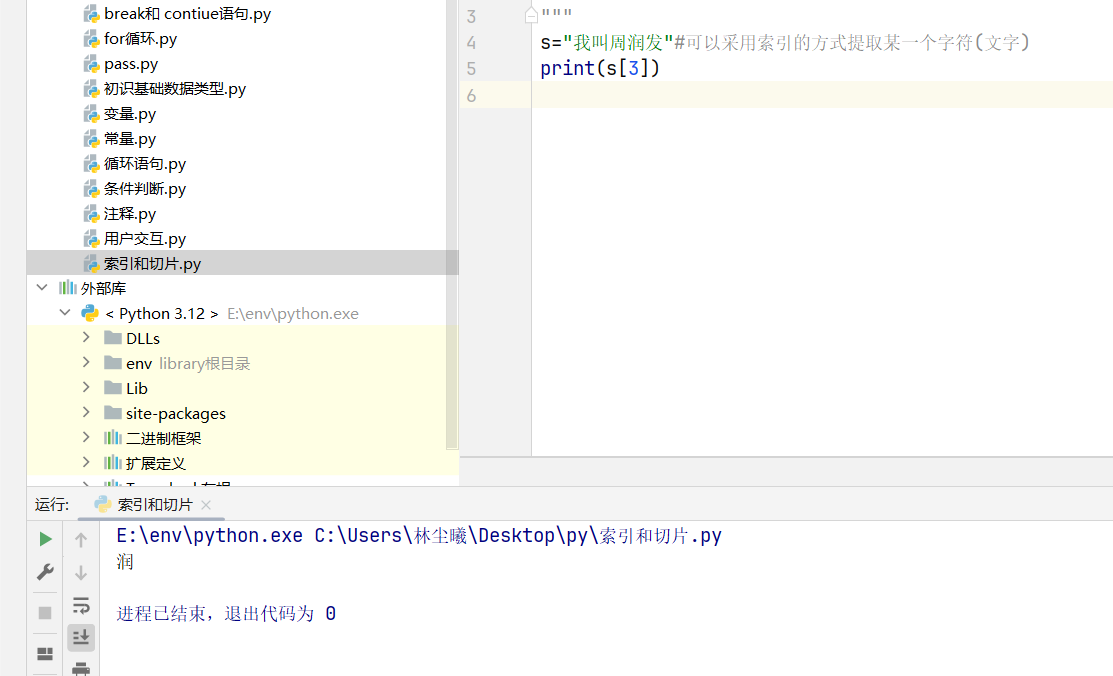 break和 contiue语句.py
for循环.py
pass.py
初识基础数据类型.py
变量.py
常量.py
循环语句.py
条件判断.py
注释.py
用户交互.py
索引和切片.py
外部库
< Python 3.12 > E:\env\python.exe
DLLs
env library根目录
Lib
site-packages
二进制框架
扩展定义
3 """
4 s="我叫周润发"#可以采用索引的方式提取某一个字符(文字)
5 print(s[3])
6
运行: 索引和切片
E:\env\python.exe C:\Users\林尘曦\Desktop\py\索引和切片.py
润
进程已结束，退出代码为 0